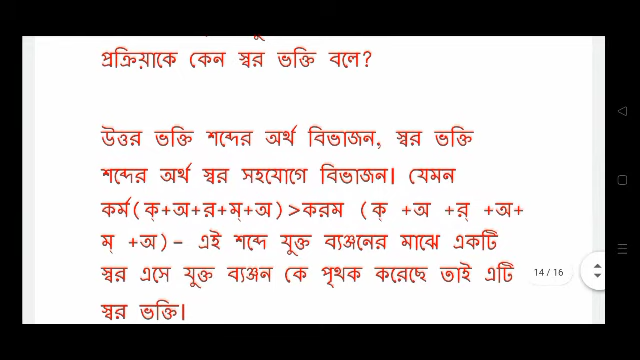 প্রক্রিয়াকে কেন স্বর ভক্তি বলে?
উত্তর ভক্তি শব্দের অর্থ বিভাজন, স্বর ভক্তি
শব্দের অর্থ স্বর সহযোগে বিভাজন। যেমন
কর্ম(ক্+অ+র+ম্+অ)>করম (ক্ +অ +র্ +অ+
ম্ +অ)- এই শব্দে যুক্ত ব্যঞ্জনের মাঝে একটি
স্বর এসে যুক্ত ব্যঞ্জন কে পৃথক করেছে তাই এটি
স্বর ভক্তি।
14/16